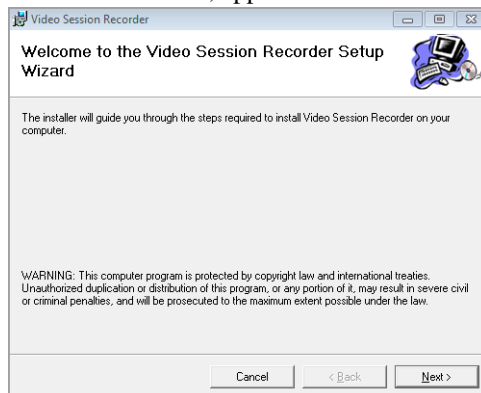 Video Session Recorder
Welcome to the Video Session Recorder Setup
Wizard
The installer will guide you through the steps required to install Video Session Recorder on your
computer.
WARNING: This computer program is protected by copyright law and international treaties.
Unauthorized duplication or distribution of this program, or any portion of it, may result in severe civil
or criminal penalties, and will be prosecuted to the maximum extent possible under the law.
Cancel
< Back
Next >